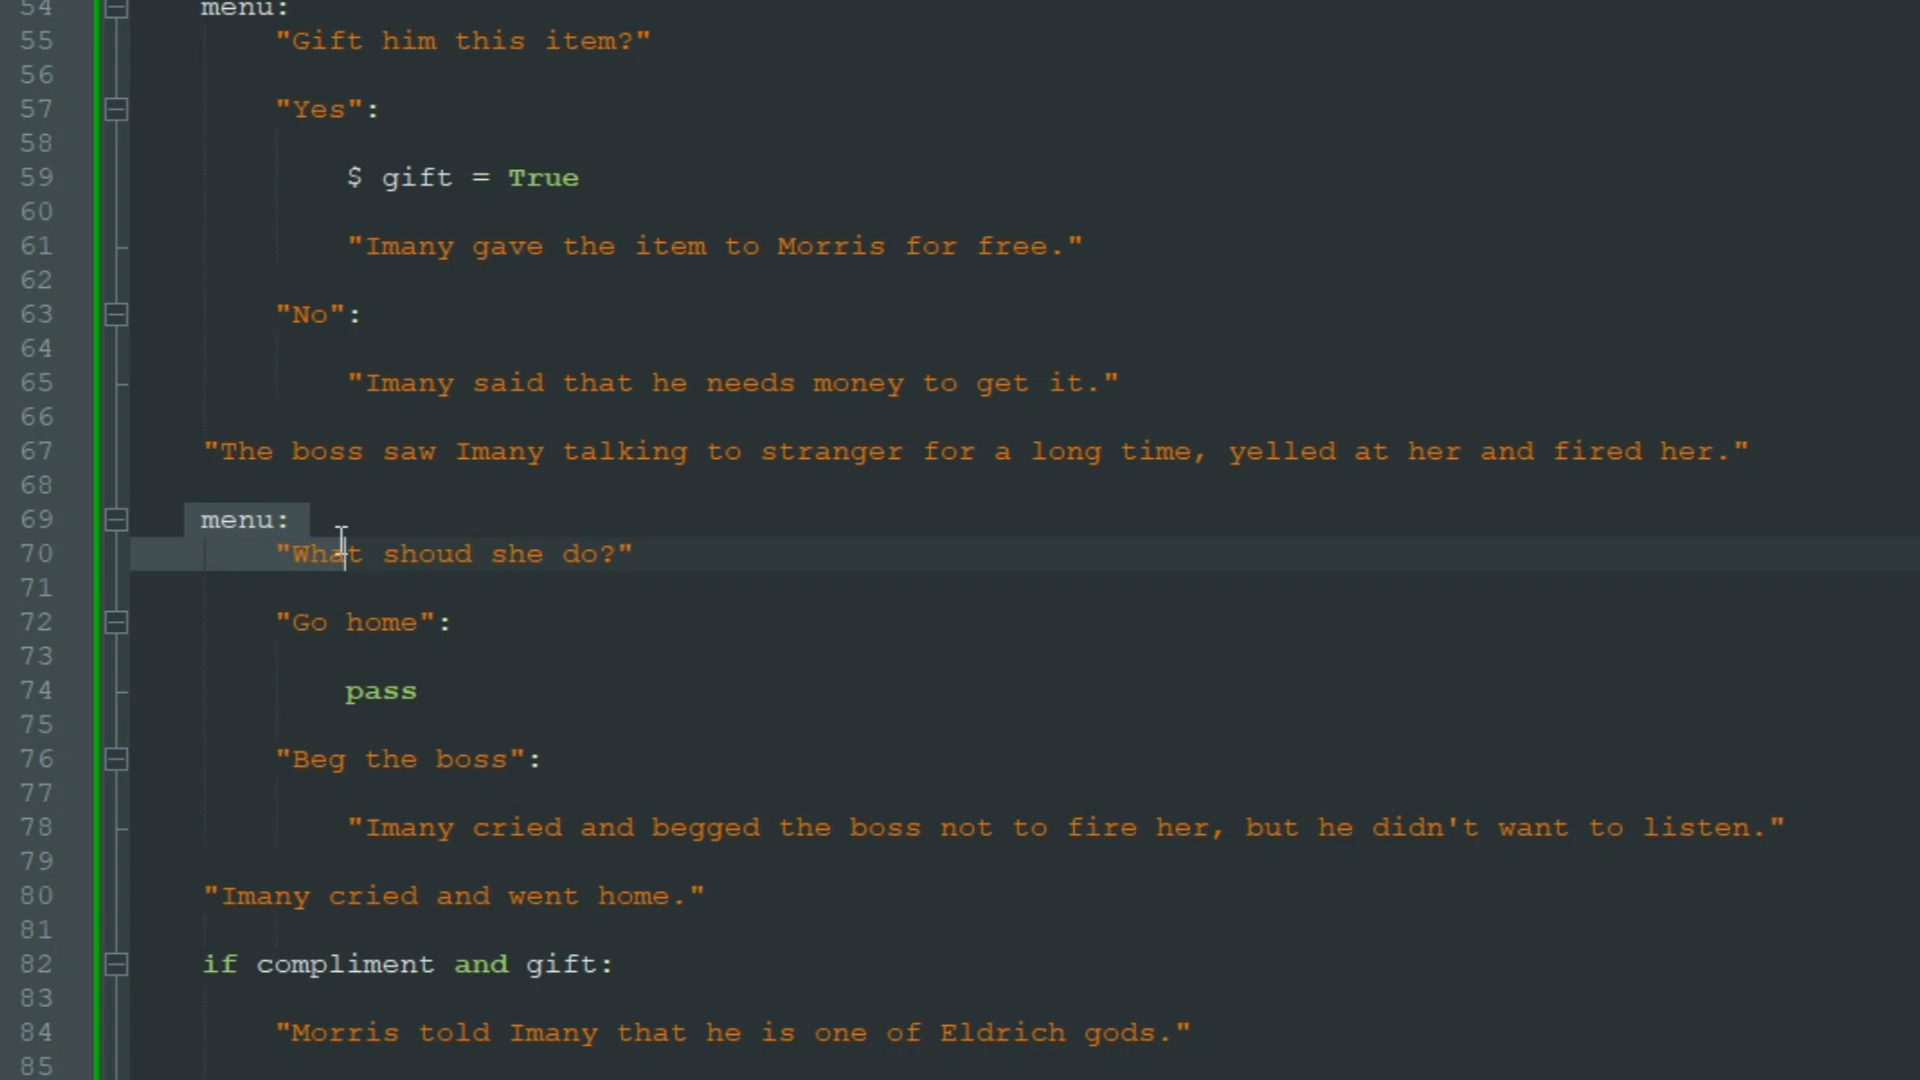 54 menu:
55 "Gift him this item?"
56
57 "Yes":
58
59 $ gift = True
60
61 "Imany gave the item to Morris for free."
62
63 "No":
64
65 "Imany said that he needs money to get it."
66
67 "The boss saw Imany talking to stranger for a long time, yelled at her and fired her."
68
69 menu:
70 "What shoud she do?"
71
72 "Go home":
73
74 pass
75
76 "Beg the boss":
77
78 "Imany cried and begged the boss not to fire her, but he didn't want to listen."
79
80 "Imany cried and went home."
81
82 if compliment and gift:
83
84 "Morris told Imany that he is one of Eldrich gods."
85